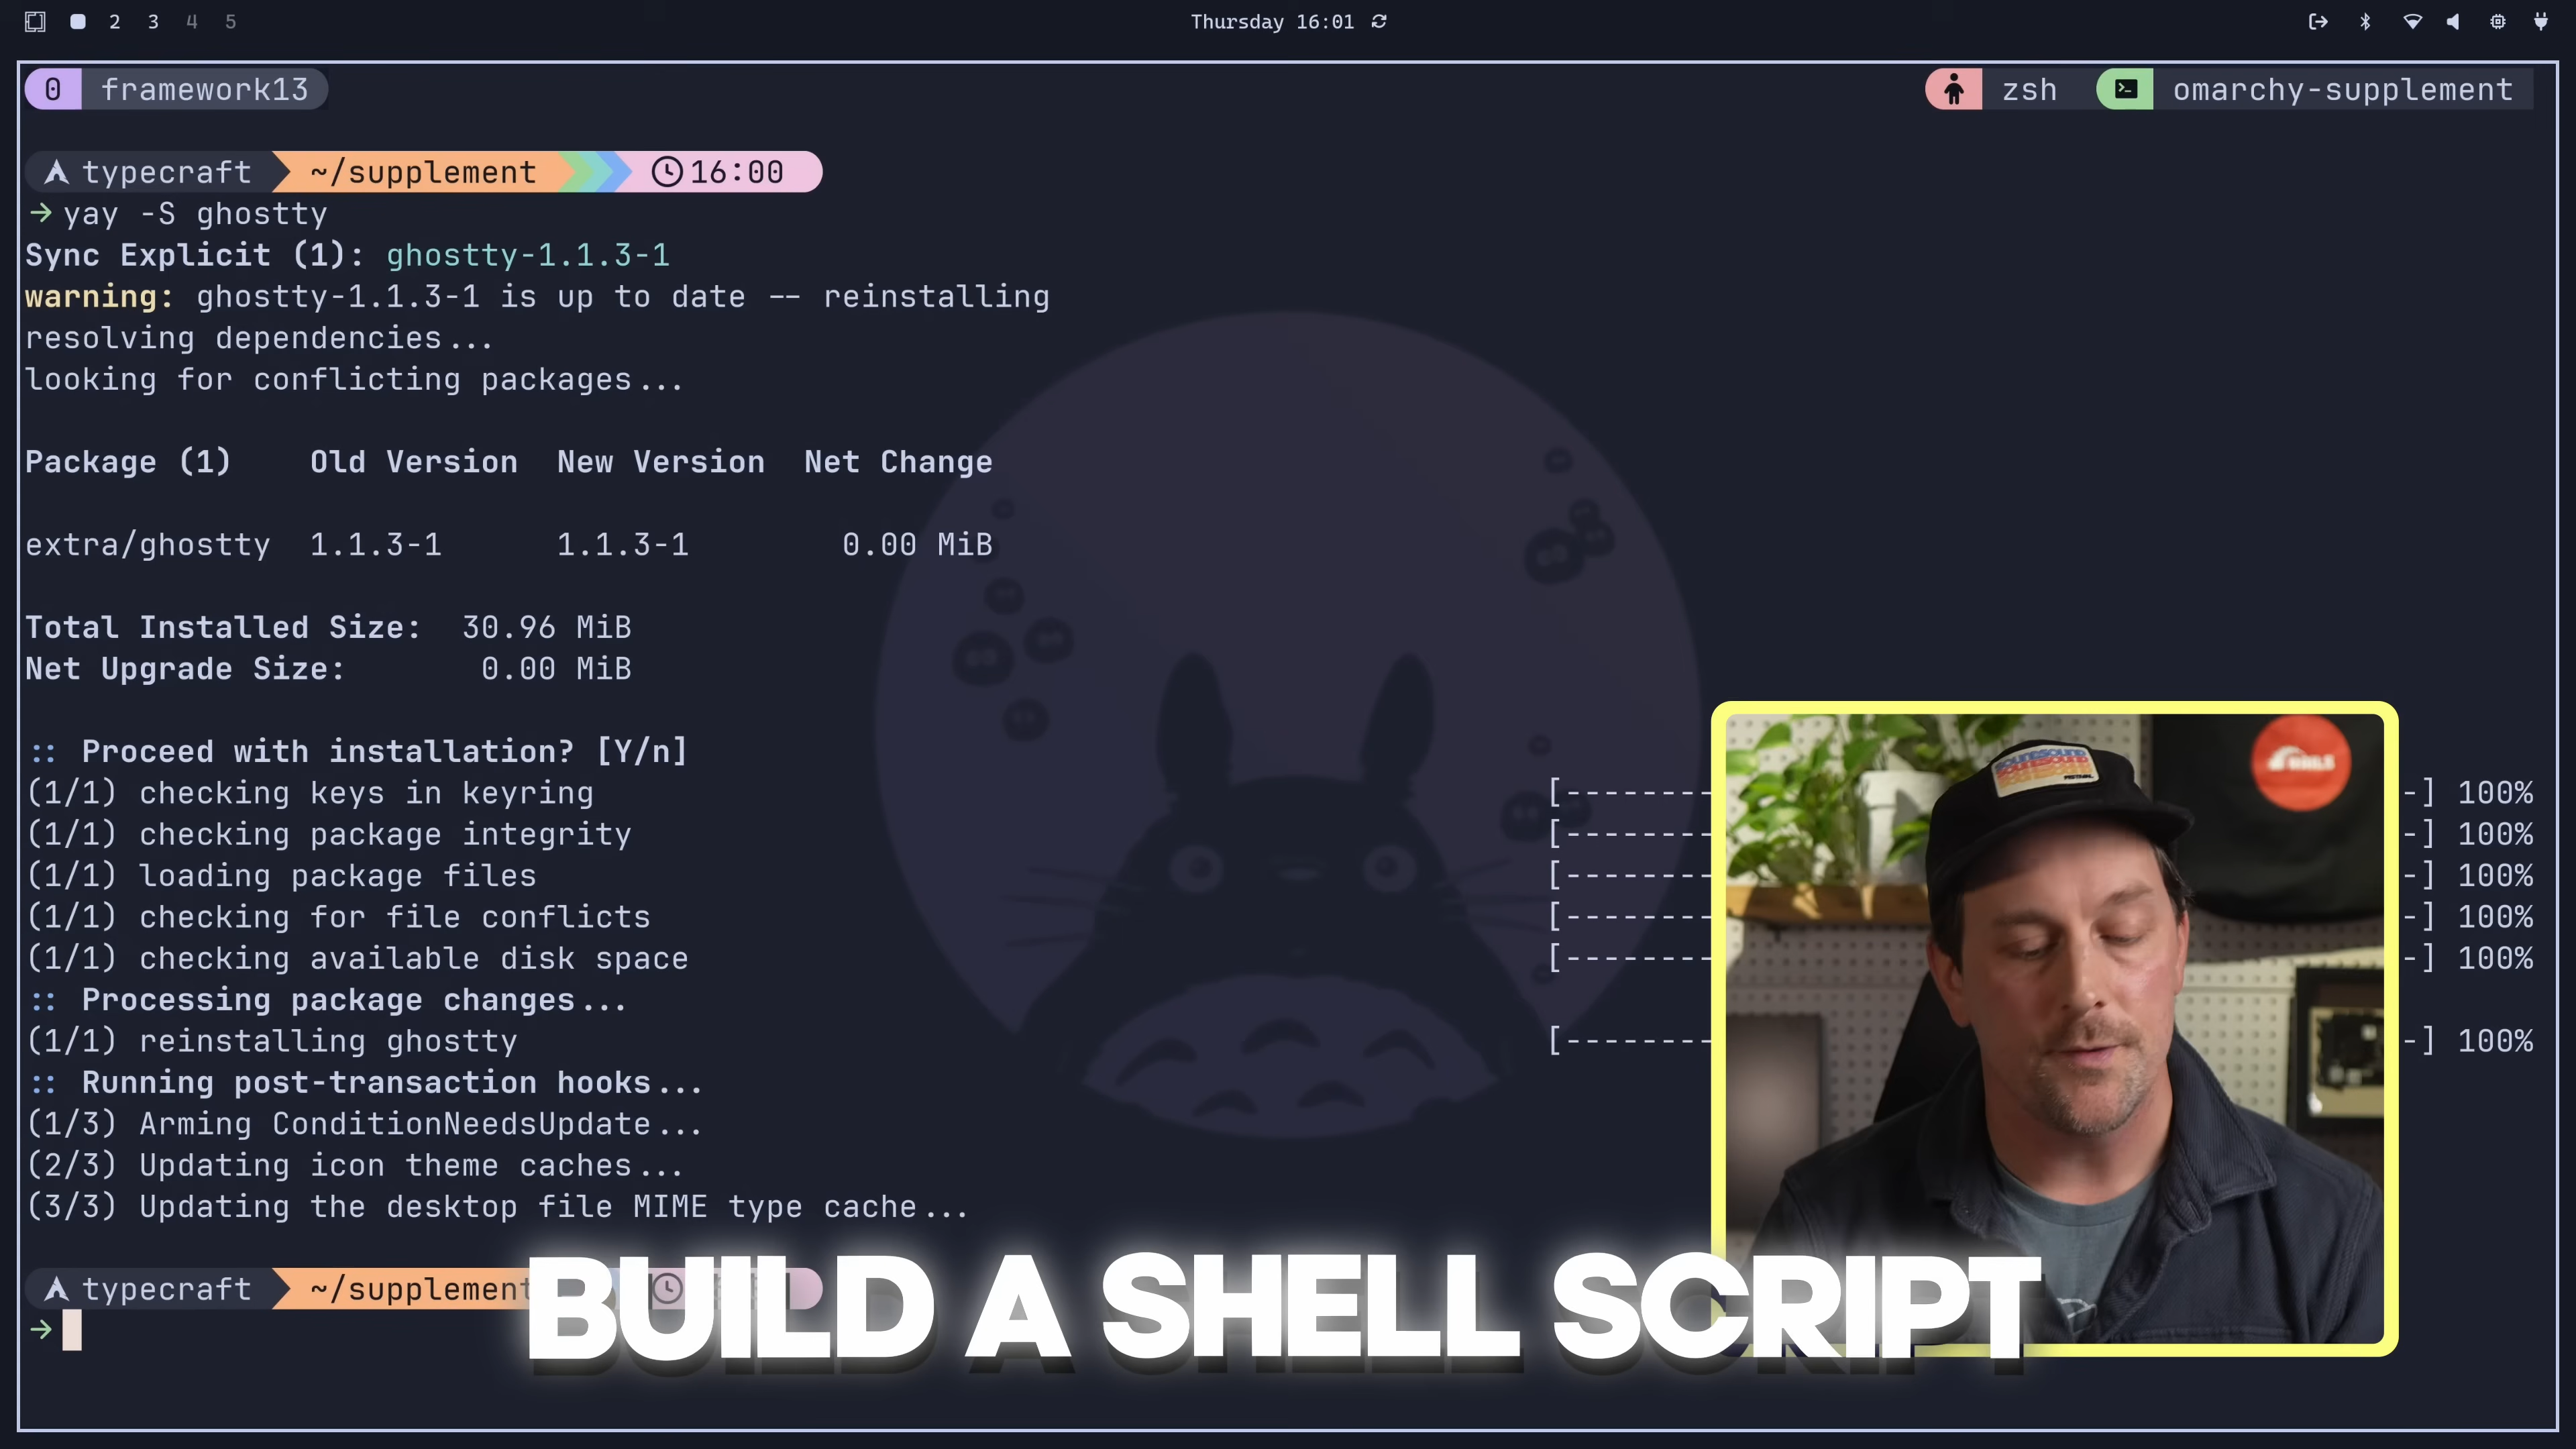 2 3 4 5
Thursday 16:01
0 framework13
zsh omarchy-supplement
typecraft ~/supplement 16:00
→ yay -S ghostty
Sync Explicit (1): ghostty-1.1.3-1
warning: ghostty-1.1.3-1 is up to date -- reinstalling
resolving dependencies...
looking for conflicting packages...
Package (1) Old Version New Version Net Change
extra/ghostty 1.1.3-1 1.1.3-1 0.00 MiB
Total Installed Size: 30.96 MiB
Net Upgrade Size: 0.00 MiB
:: Proceed with installation? [Y/n]
(1/1) checking keys in keyring [---------] 100%
(1/1) checking package integrity [---------] 100%
(1/1) loading package files [---------] 100%
(1/1) checking for file conflicts [---------] 100%
(1/1) checking available disk space [---------] 100%
:: Processing package changes...
(1/1) reinstalling ghostty [---------] 100%
:: Running post-transaction hooks...
(1/3) Arming ConditionNeedsUpdate...
(2/3) Updating icon theme caches...
(3/3) Updating the desktop file MIME type cache...
typecraft ~/supplement
→
BUILD A SHELL SCRIPT